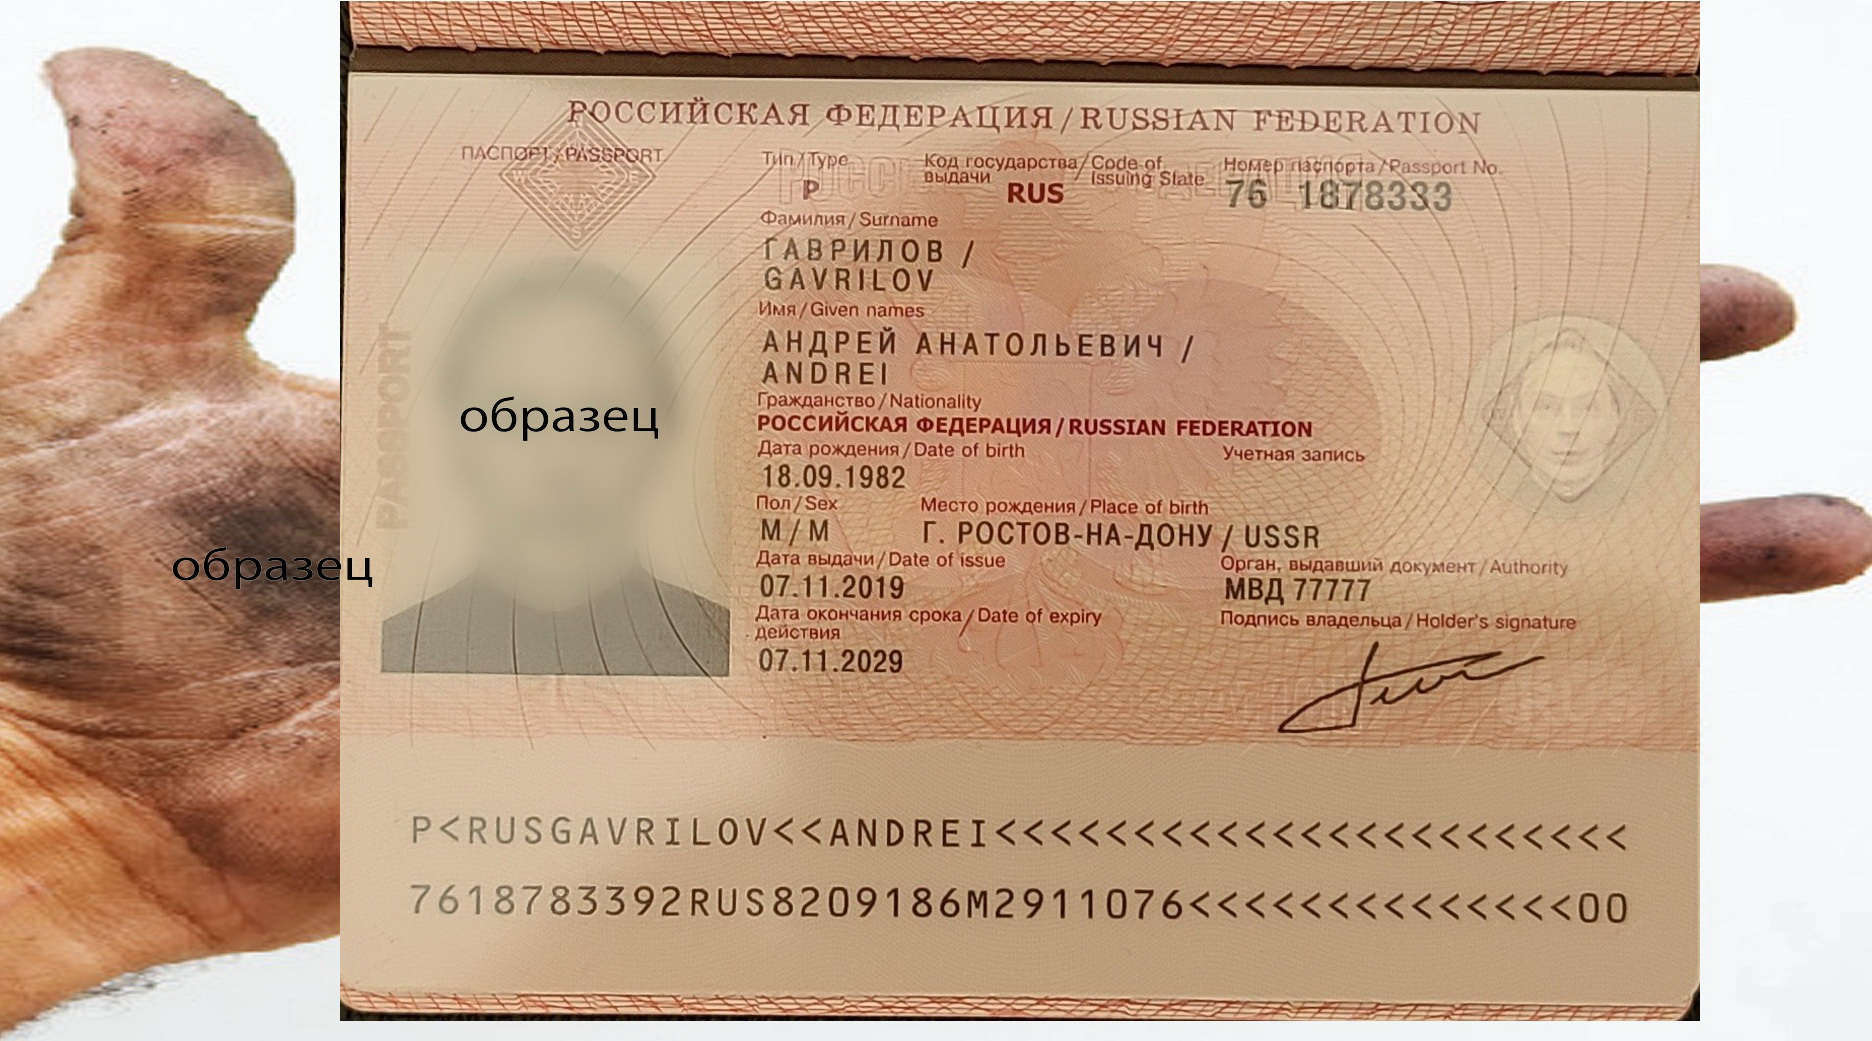 РОССИЙСКАЯ ФЕДЕРАЦИЯ / RUSSIAN FEDERATION
ПАСПОРТ / PASSPORT
Тип / Type
Код государства / Code of
выдачи issuing State
Номер паспорта / Passport No.
P
RUS
76 1878333
Фамилия / Surname
ГАВРИЛОВ /
GAVRILOV
Имя / Given names
АНДРЕЙ АНАТОЛЬЕВИЧ /
ANDREI
Гражданство / Nationality
РОССИЙСКАЯ ФЕДЕРАЦИЯ / RUSSIAN FEDERATION
Дата рождения / Date of birth
Учетная запись
18.09.1982
Пол / Sex
Место рождения / Place of birth
М / M
Г. РОСТОВ-НА-ДОНУ / USSR
Дата выдачи / Date of issue
Орган, выдавший документ / Authority
07.11.2019
МВД 77777
Дата окончания срока / Date of expiry
действия
Подпись владельца / Holder's signature
07.11.2029
PASSPORT
образец
образец
P<RUSGAVRILOV<<ANDREI<<<<<<<<<<<<<<<<<<<<<<<
7618783392RUS8209186M2911076<<<<<<<<<<<<<<00